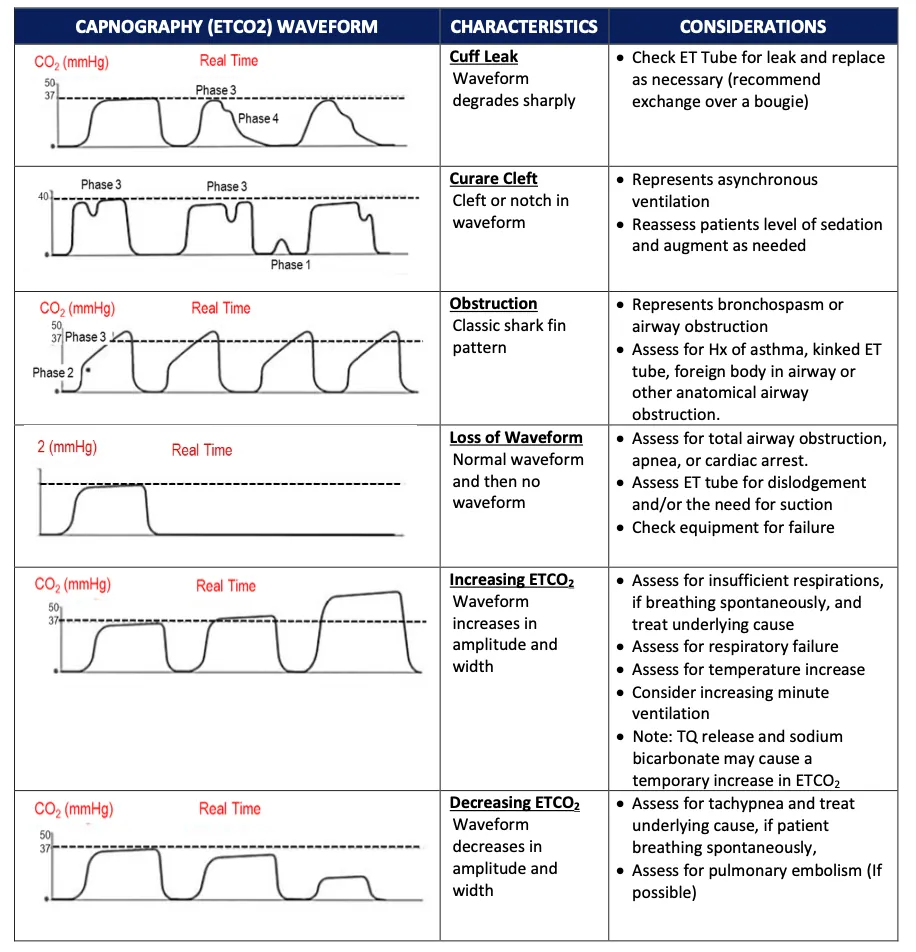 CAPNOGRAPHY (ETCO2) WAVEFORM
CHARACTERISTICS
CONSIDERATIONS
CO₂ (mmHg)
Real Time
50
37
Phase 3
Phase 4
Cuff Leak
Waveform
degrades sharply
• Check ET Tube for leak and replace
as necessary (recommend
exchange over a bougie)
Phase 3
Phase 3
40
Phase 1
Curare Cleft
Cleft or notch in
waveform
• Represents asynchronous
ventilation
• Reassess patients level of sedation
and augment as needed
CO₂ (mmHg)
Real Time
50
37
Phase 3
Phase 2
Obstruction
Classic shark fin
pattern
• Represents bronchospasm or
airway obstruction
• Assess for Hx of asthma, kinked ET
tube, foreign body in airway or
other anatomical airway
obstruction.
2 (mmHg)
Real Time
Loss of Waveform
Normal waveform
and then no
waveform
• Assess for total airway obstruction,
apnea, or cardiac arrest.
• Assess ET tube for dislodgement
and/or the need for suction
• Check equipment for failure
CO₂ (mmHg)
Real Time
50
37
Increasing ETCO₂
Waveform
increases in
amplitude and
width
• Assess for insufficient respirations,
if breathing spontaneously, and
treat underlying cause
• Assess for respiratory failure
• Assess for temperature increase
• Consider increasing minute
ventilation
• Note: TQ release and sodium
bicarbonate may cause a
temporary increase in ETCO₂
CO₂ (mmHg)
Real Time
50
37
Decreasing ETCO₂
Waveform
decreases in
amplitude and
width
• Assess for tachypnea and treat
underlying cause, if patient
breathing spontaneously,
• Assess for pulmonary embolism (If
possible)